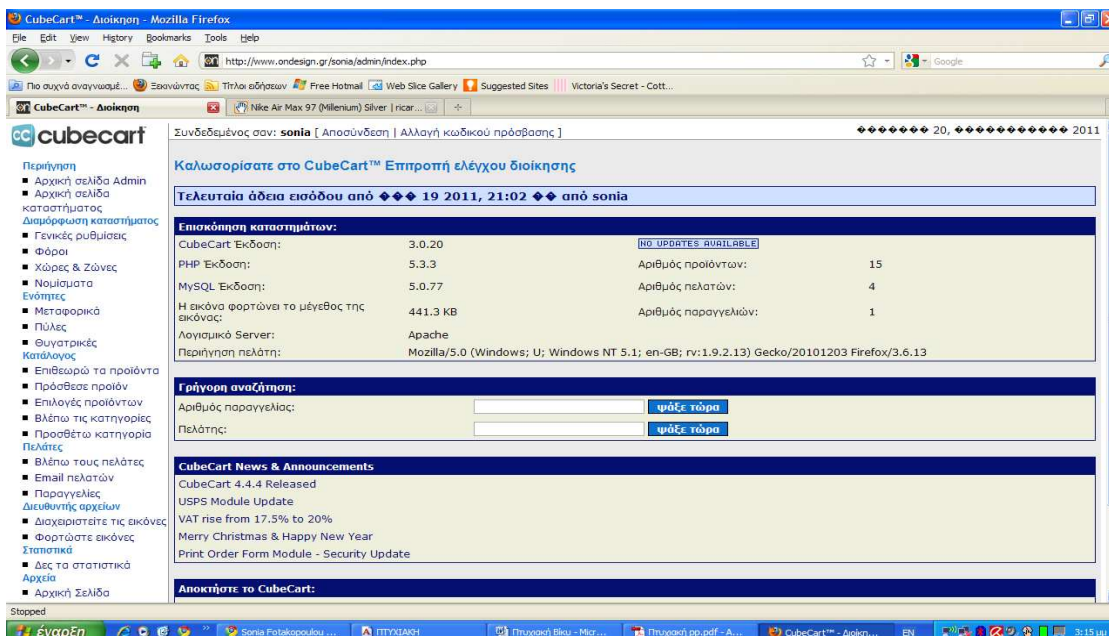 CubeCart™ - Διοίκηση - Mozilla Firefox
File Edit View History Bookmarks Tools Help
http://www.ondesign.gr/sonia/admin/index.php
Google
Πιο συχνά αναγνωσμέ... Ξεκινώντας Τίτλοι ειδήσεων Free Hotmail Web Slice Gallery Suggested Sites Victoria's Secret - Cott...
CubeCart™ - Διοίκηση Nike Air Max 97 (Millenium) Silver | ricar...
cc cubecart
Συνδεδεμένος σαν: sonia [ Αποσύνδεση | Αλλαγή κωδικού πρόσβασης ] ������� 20, ������������ 2011
Περιήγηση
Αρχική σελίδα Admin
Αρχική σελίδα
καταστήματος
Διαμόρφωση καταστήματος
Γενικές ρυθμίσεις
Φόροι
Χώρες & Ζώνες
Νομίσματα
Ενότητες
Μεταφορικά
Πύλες
Θυγατρικές
Κατάλογος
Επιθεωρώ τα προϊόντα
Πρόσθεσε προϊόν
Επιλογές προϊόντων
Βλέπω τις κατηγορίες
Προσθέτω κατηγορία
Πελάτες
Βλέπω τους πελάτες
Email πελατών
Παραγγελίες
Διευθυντής αρχείων
Διαχειριστείτε τις εικόνες
Φορτώστε εικόνες
Στατιστικά
Δες τα στατιστικά
Αρχεία
Αρχική Σελίδα
Καλωσορίσατε στο CubeCart™ Επιτροπή ελέγχου διοίκησης
Τελευταία άδεια εισόδου από ��� 19 2011, 21:02 �� από sonia
Επισκόπηση καταστημάτων:
CubeCart Έκδοση: 3.0.20 NO UPDATES AVAILABLE
PHP Έκδοση: 5.3.3 Αριθμός προϊόντων: 15
MySQL Έκδοση: 5.0.77 Αριθμός πελατών: 4
Η εικόνα φορτώνει το μέγεθος της
εικόνας: 441.3 KB Αριθμός παραγγελιών: 1
Λογισμικό Server: Apache
Περιήγηση πελάτη: Mozilla/5.0 (Windows; U; Windows NT 5.1; en-GB; rv:1.9.2.13) Gecko/20101203 Firefox/3.6.13
Γρήγορη αναζήτηση:
Αριθμός παραγγελίας: ψάξε τώρα
Πελάτης: ψάξε τώρα
CubeCart News & Announcements
CubeCart 4.4.4 Released
USPS Module Update
VAT rise from 17.5% to 20%
Merry Christmas & Happy New Year
Print Order Form Module - Security Update
Αποκτήστε το CubeCart:
Stopped
έναρξη Sonia Fotakopoulou ... ΠΤΥΧΙΑΚΗ Πτυχιακή Βίκυ - Micr... Πτυχιακή pp.pdf - A... CubeCart™ - Διοίκη... EN 3:15 μμ